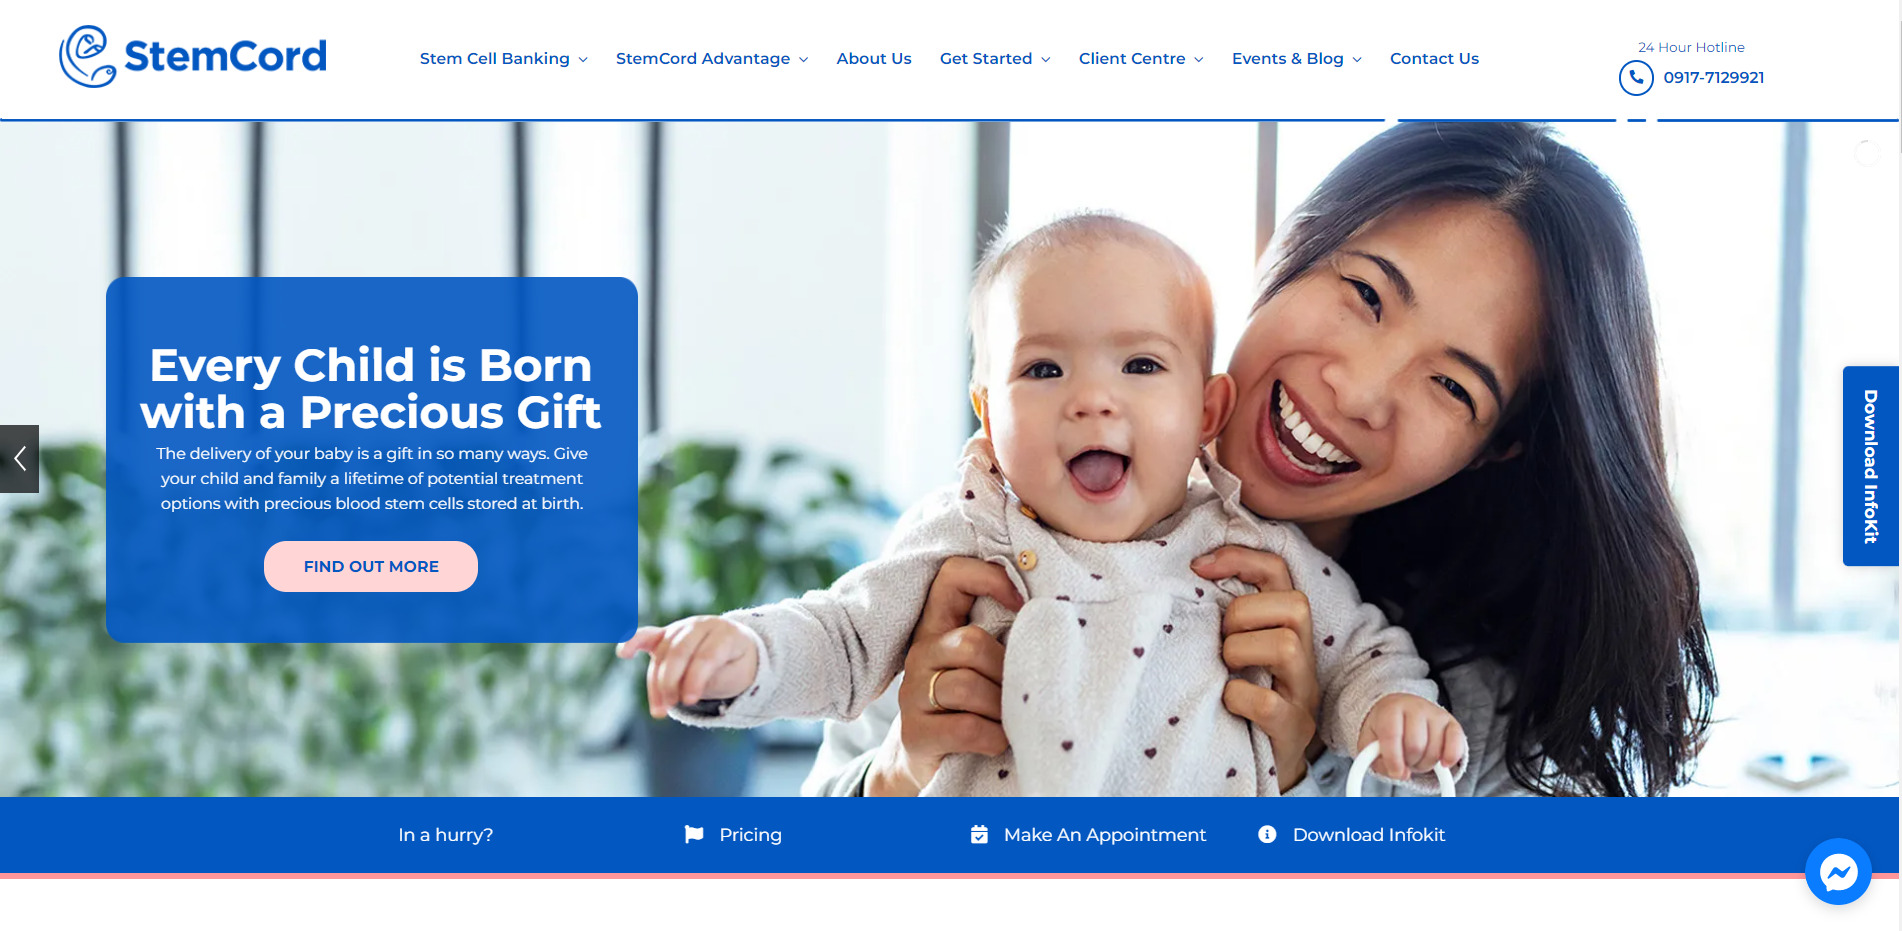 StemCord
Stem Cell Banking
StemCord Advantage
About Us
Get Started
Client Centre
Events & Blog
Contact Us
24 Hour Hotline
0917-7129921
Every Child is Born
with a Precious Gift
The delivery of your baby is a gift in so many ways. Give
your child and family a lifetime of potential treatment
options with precious blood stem cells stored at birth.
FIND OUT MORE
Download InfoKit
In a hurry?
Pricing
Make An Appointment
Download Infokit